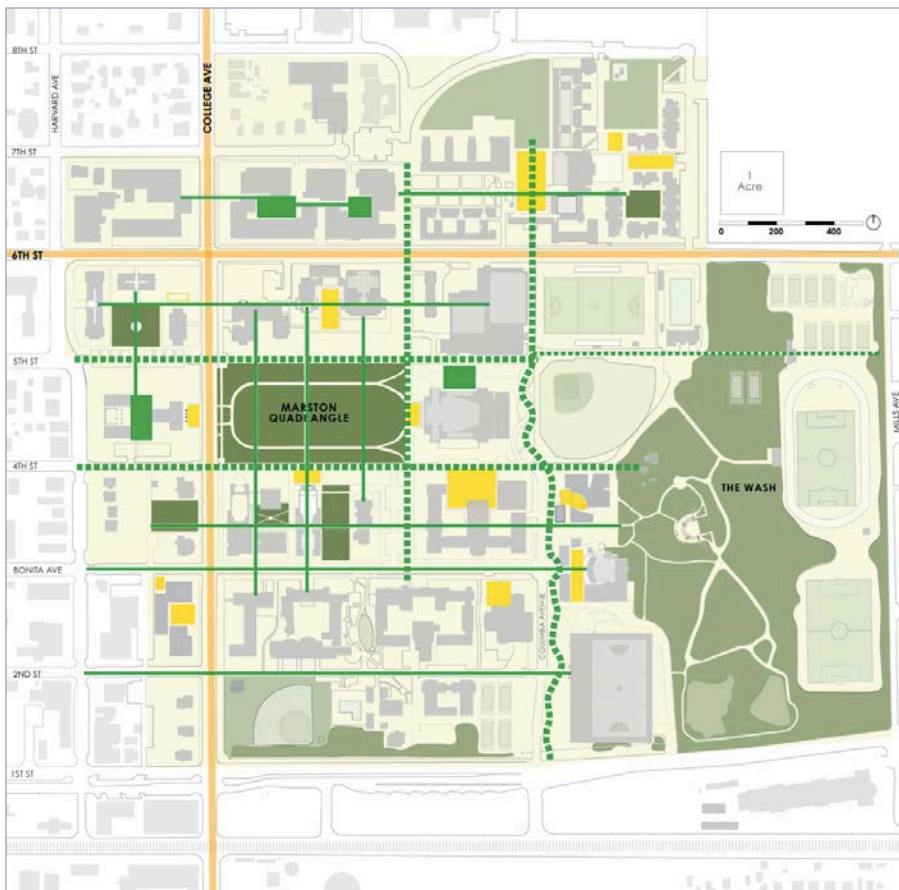 8TH ST
HARVARD AVE
COLLEGE AVE
7TH ST
1
Acre
0 200 400
6TH ST
5TH ST
MARSTON
QUADRANGLE
MILLS AVE
4TH ST
THE WASH
BONITA AVE
COLUMBIA AVENUE
2ND ST
1ST ST